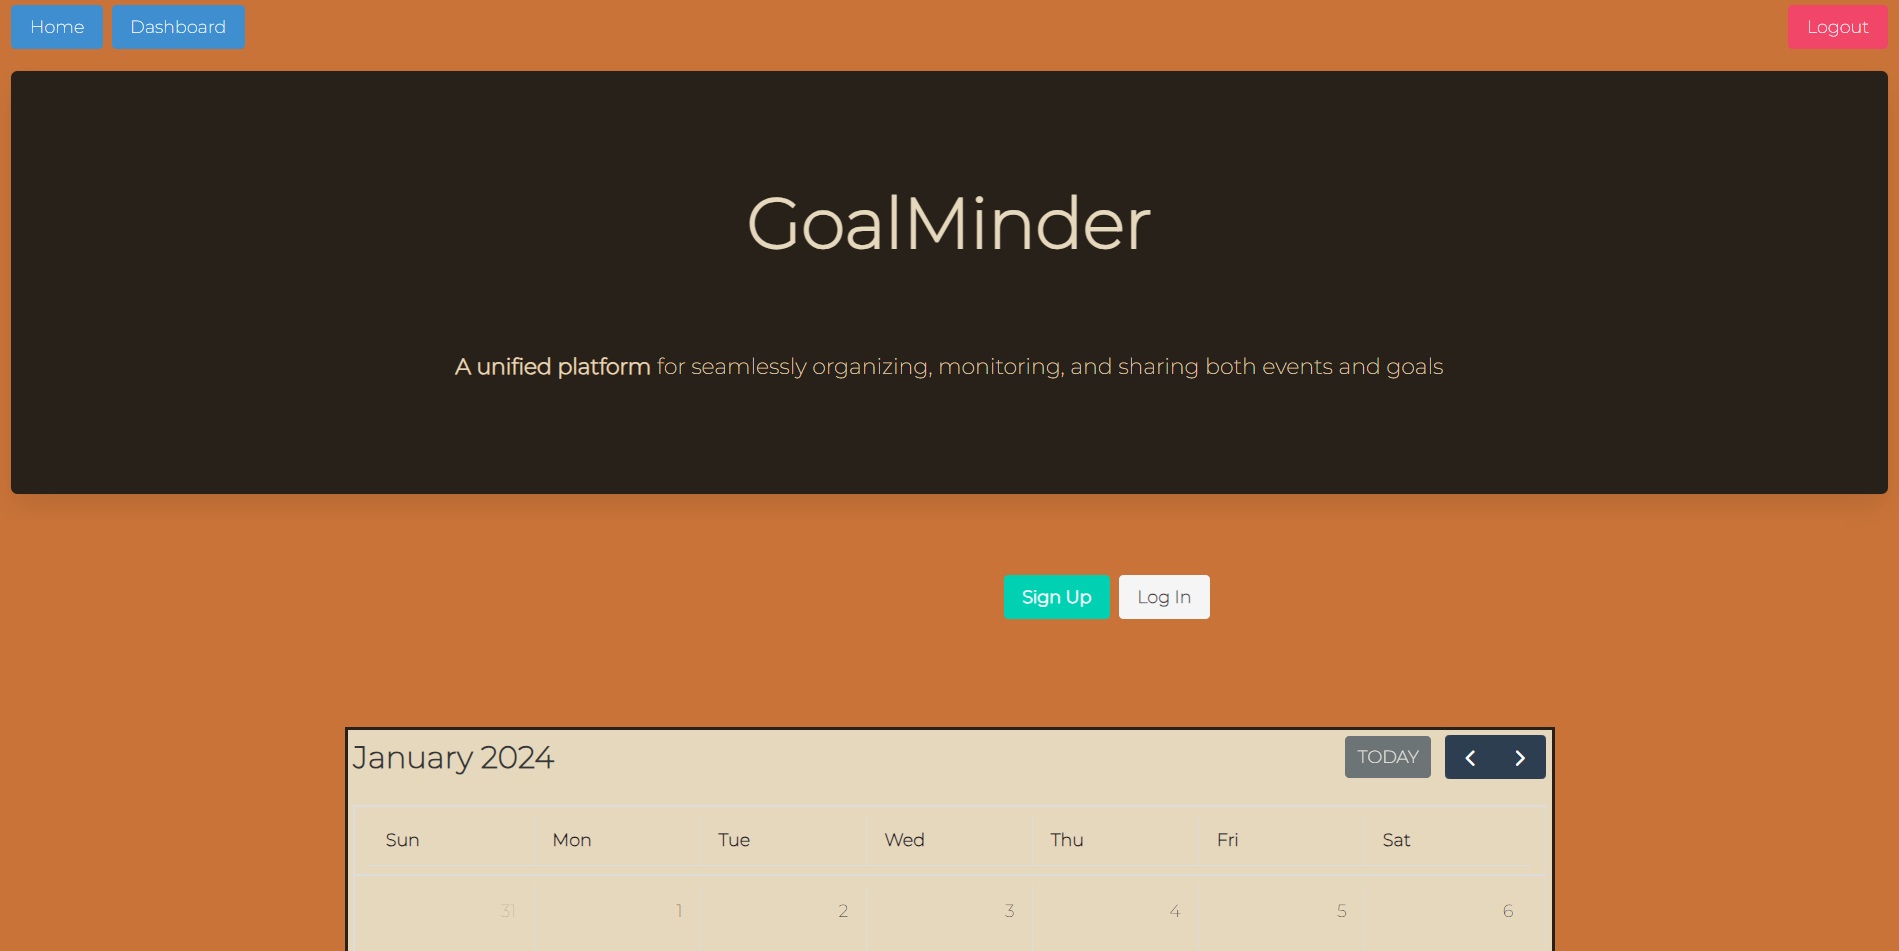 Home Dashboard Logout
GoalMinder
A unified platform for seamlessly organizing, monitoring, and sharing both events and goals
Sign Up Log In
January 2024 TODAY
Sun Mon Tue Wed Thu Fri Sat
31 1 2 3 4 5 6